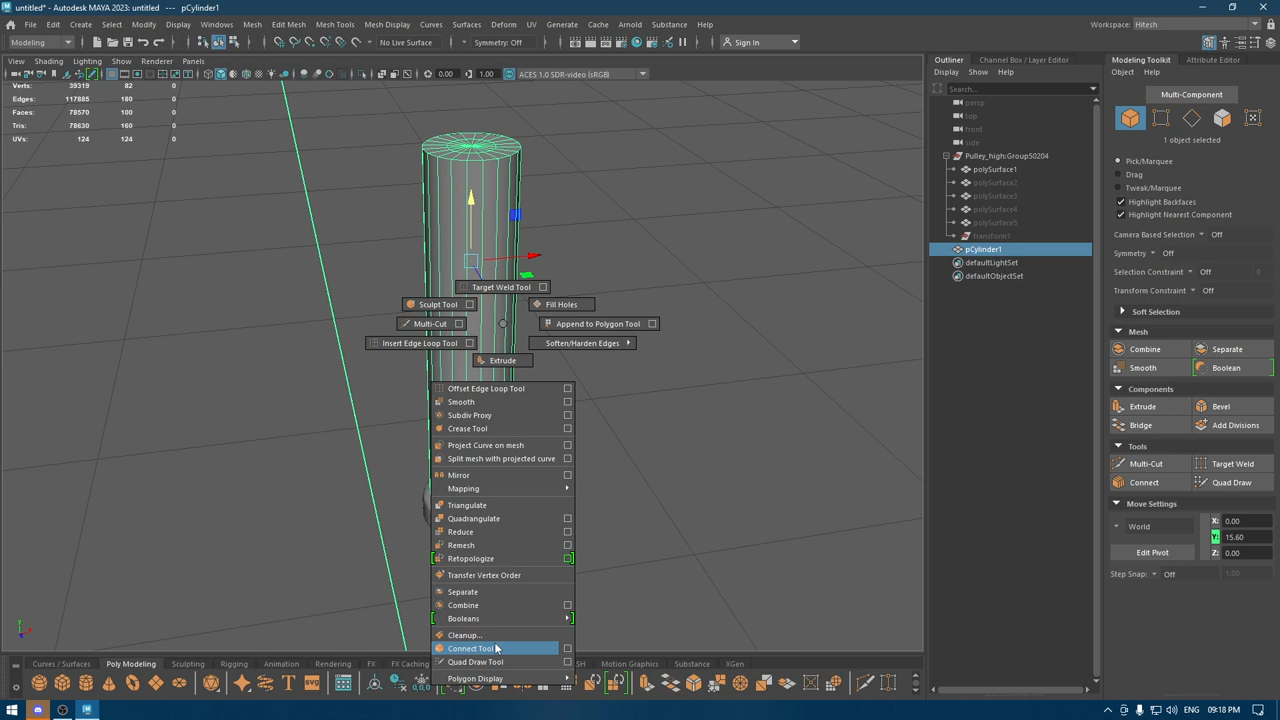 untitled* - Autodesk MAYA 2023: untitled --- pCylinder1
File Edit Create Select Modify Display Windows Mesh Edit Mesh Mesh Tools Mesh Display Curves Surfaces Deform UV Generate Cache Arnold Substance Help
Workspace: Hitesh
Modeling No Live Surface Symmetry: Off Sign In
View Shading Lighting Show Renderer Panels
Outliner Channel Box / Layer Editor
Modeling Toolkit Attribute Editor
0.00 1.00 ACES 1.0 SDR-video (sRGB)
Display Show Help
Object Help
Verts: 39319 82 0
Edges: 117885 180 0
Faces: 78570 100 0
Tris: 78630 160 0
UVs: 124 124 0
Search...
persp
top
front
side
Pulley_high:Group50204
polySurface1
polySurface2
polySurface3
polySurface4
polySurface5
transform1
pCylinder1
defaultLightSet
defaultObjectSet
Multi-Component
1 object selected
Pick/Marquee
Drag
Tweak/Marquee
Highlight Backfaces
Highlight Nearest Component
Camera Based Selection Off
Symmetry Off
Selection Constraint Off 0
Transform Constraint Off
Soft Selection
Mesh
Combine Separate
Smooth Boolean
Components
Extrude Bevel
Bridge Add Divisions
Tools
Multi-Cut Target Weld
Connect Quad Draw
Move Settings
World
X: 0.00
Y: 15.60
Z: 0.00
Edit Pivot
Step Snap: Off 1.00
Target Weld Tool
Sculpt Tool Fill Holes
Multi-Cut Append to Polygon Tool
Insert Edge Loop Tool Soften/Harden Edges
Extrude
Offset Edge Loop Tool
Smooth
Subdiv Proxy
Crease Tool
Project Curve on mesh
Split mesh with projected curve
Mirror
Mapping
Triangulate
Quadrangulate
Reduce
Remesh
Retopologize
Transfer Vertex Order
Separate
Combine
Booleans
Cleanup...
Connect Tool
Quad Draw Tool
Polygon Display
Curves / Surfaces Poly Modeling Sculpting Rigging Animation Rendering FX FX Caching Motion Graphics Substance XGen
T SVG 0,0,0
ENG 09:18 PM